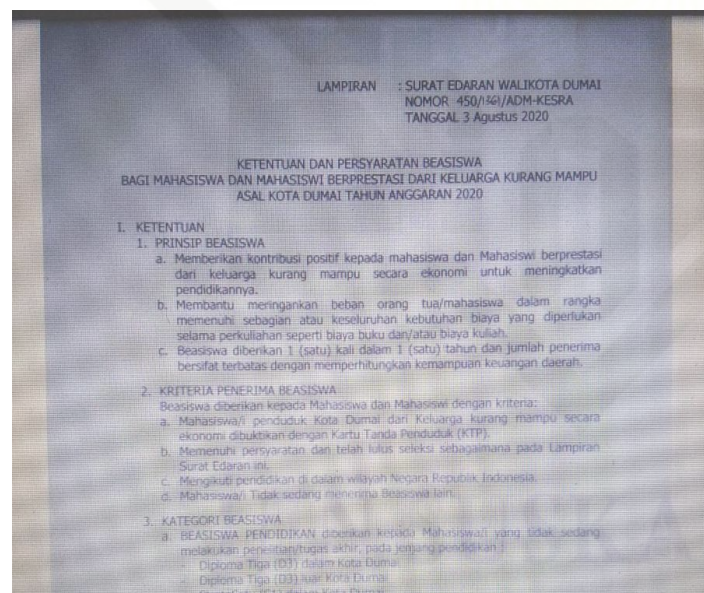 LAMPIRAN : SURAT EDARAN WALIKOTA DUMAI
NOMOR 450/1361/ADM-KESRA
TANGGAL 3 Agustus 2020
KETENTUAN DAN PERSYARATAN BEASISWA
BAGI MAHASISWA DAN MAHASISWI BERPRESTASI DARI KELUARGA KURANG MAMPU
ASAL KOTA DUMAI TAHUN ANGGARAN 2020
I. KETENTUAN
1. PRINSIP BEASISWA
a. Memberikan kontribusi positif kepada mahasiswa dan Mahasiswi berprestasi
dari keluarga kurang mampu secara ekonomi untuk meningkatkan
pendidikannya.
b. Membantu meringankan beban orang tua/mahasiswa dalam rangka
memenuhi sebagian atau keseluruhan kebutuhan biaya yang diperlukan
selama perkuliahan seperti biaya buku dan/atau biaya kuliah.
c. Beasiswa diberikan 1 (satu) kali dalam 1 (satu) tahun dan jumlah penerima
bersifat terbatas dengan memperhitungkan kemampuan keuangan daerah.
2. KRITERIA PENERIMA BEASISWA
Beasiswa diberikan kepada Mahasiswa dan Mahasiswi dengan kriteria:
a. Mahasiswa/i penduduk Kota Dumai dari Keluarga kurang mampu secara
ekonomi dibuktikan dengan Kartu Tanda Penduduk (KTP).
b. Memenuhi persyaratan dan telah lulus seleksi sebagaimana pada Lampiran
Surat Edaran ini.
c. Mengikuti pendidikan di dalam wilayah Negara Republik Indonesia.
d. Mahasiswa/i Tidak sedang menerima Beasiswa lain.
3. KATEGORI BEASISWA
a. BEASISWA PENDIDIKAN diberikan kepada Mahasiswa/i yang tidak sedang
melakukan penelitian/tugas akhir, pada jenjang pendidikan :
- Diploma Tiga (D3) dalam Kota Dumai
- Diploma Tiga (D3) luar Kota Dumai